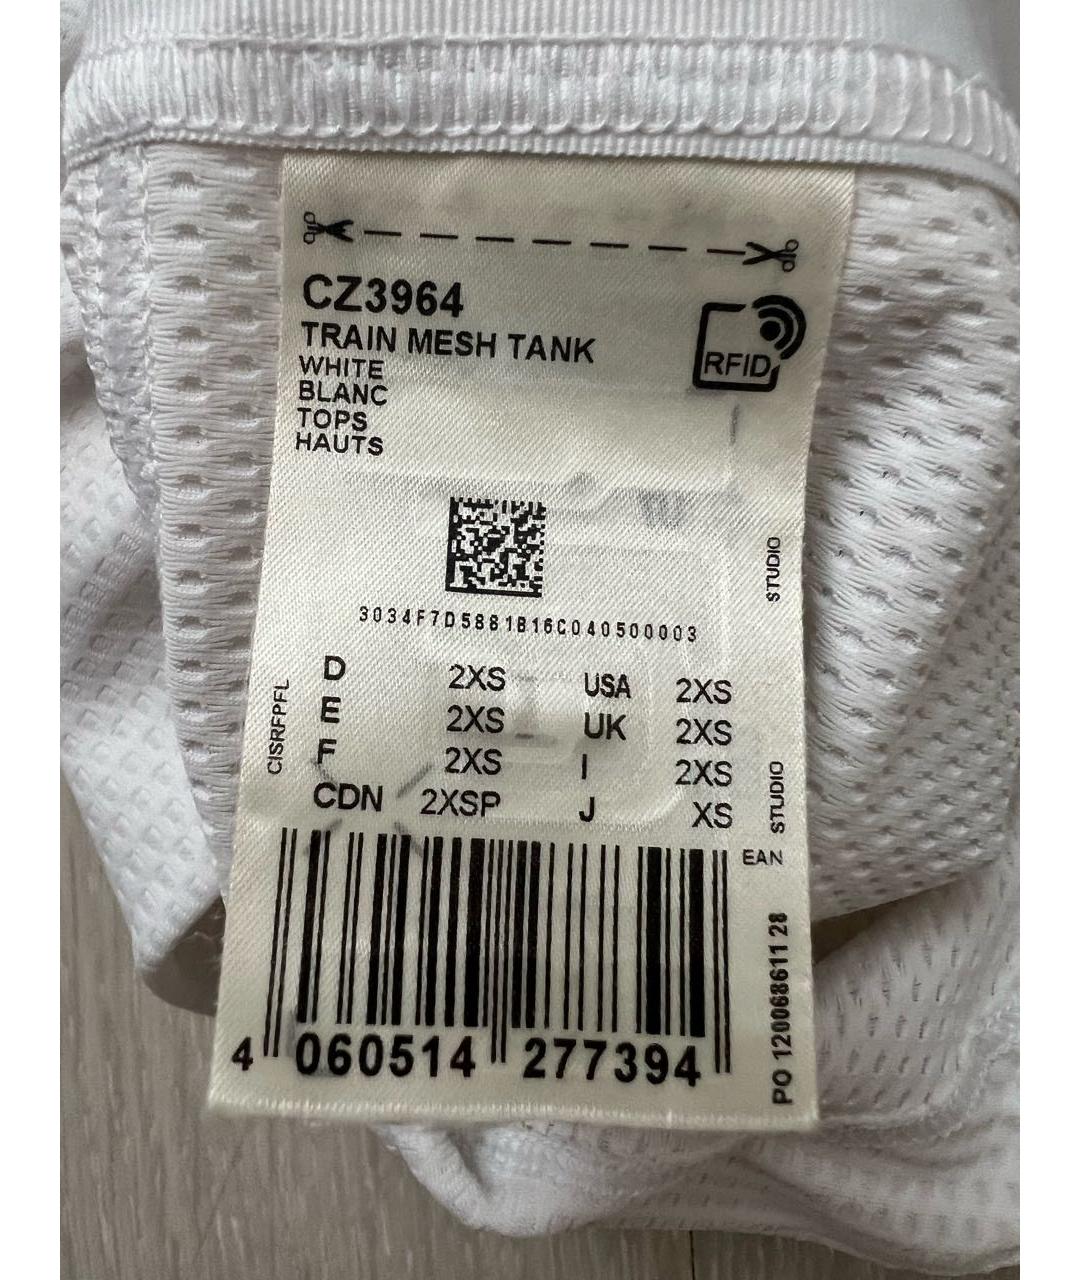 CZ3964
TRAIN MESH TANK
WHITE
BLANC
TOPS
HAUTS
RFID
STUDIO
3034F7D5881B16C040500003
CISRFPFL
D 2XS USA 2XS
E 2XS UK 2XS
F 2XS I 2XS
CDN 2XSP J XS
STUDIO
EAN
4 060514 277394
PO 1200686111 28